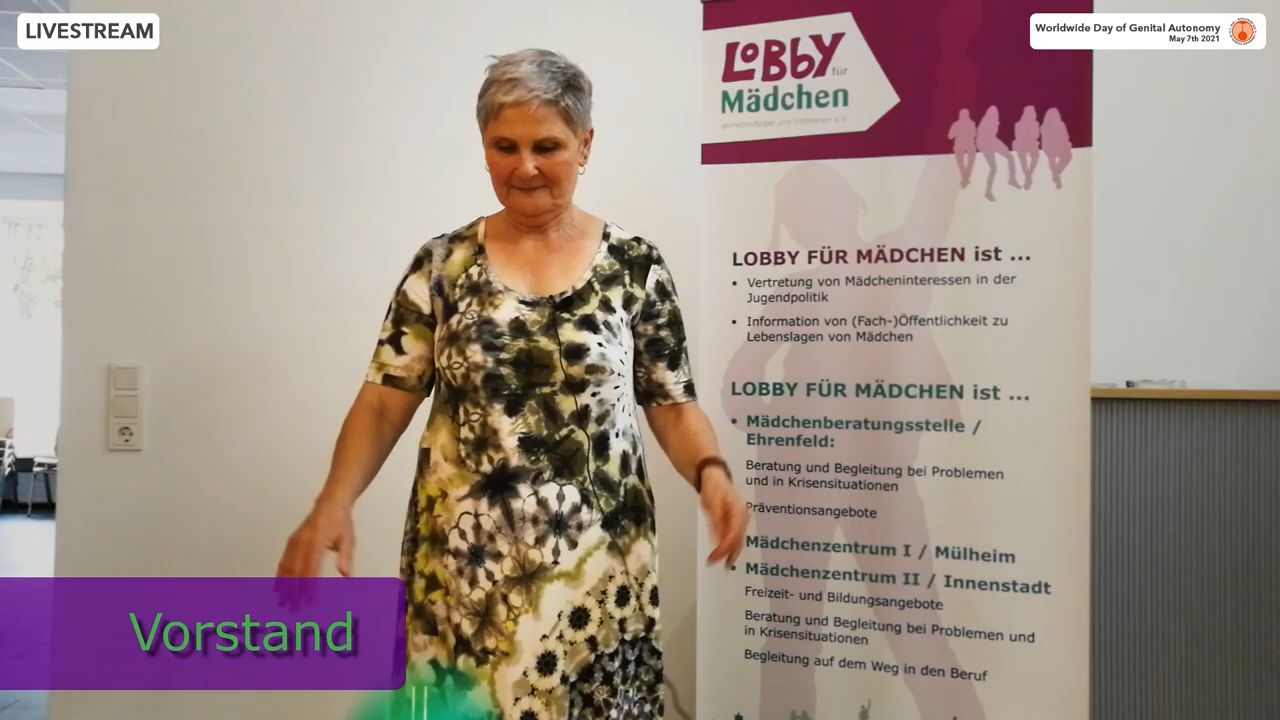 LIVESTREAM
Worldwide Day of Genital Autonomy
May 7th 2021
LOBBY
für
Mädchen
gemeinnütziger und mildtätiger e.V.
LOBBY FÜR MÄDCHEN ist ...
• Vertretung von Mädcheninteressen in der
Jugendpolitik
• Information von (Fach-)Öffentlichkeit zu
Lebenslagen von Mädchen
LOBBY FÜR MÄDCHEN ist ...
• Mädchenberatungsstelle /
Ehrenfeld:
Beratung und Begleitung bei Problemen
und in Krisensituationen
Präventionsangebote
Mädchenzentrum I / Mülheim
• Mädchenzentrum II / Innenstadt
Freizeit- und Bildungsangebote
Beratung und Begleitung bei Problemen und
in Krisensituationen
Begleitung auf dem Weg in den Beruf
Vorstand